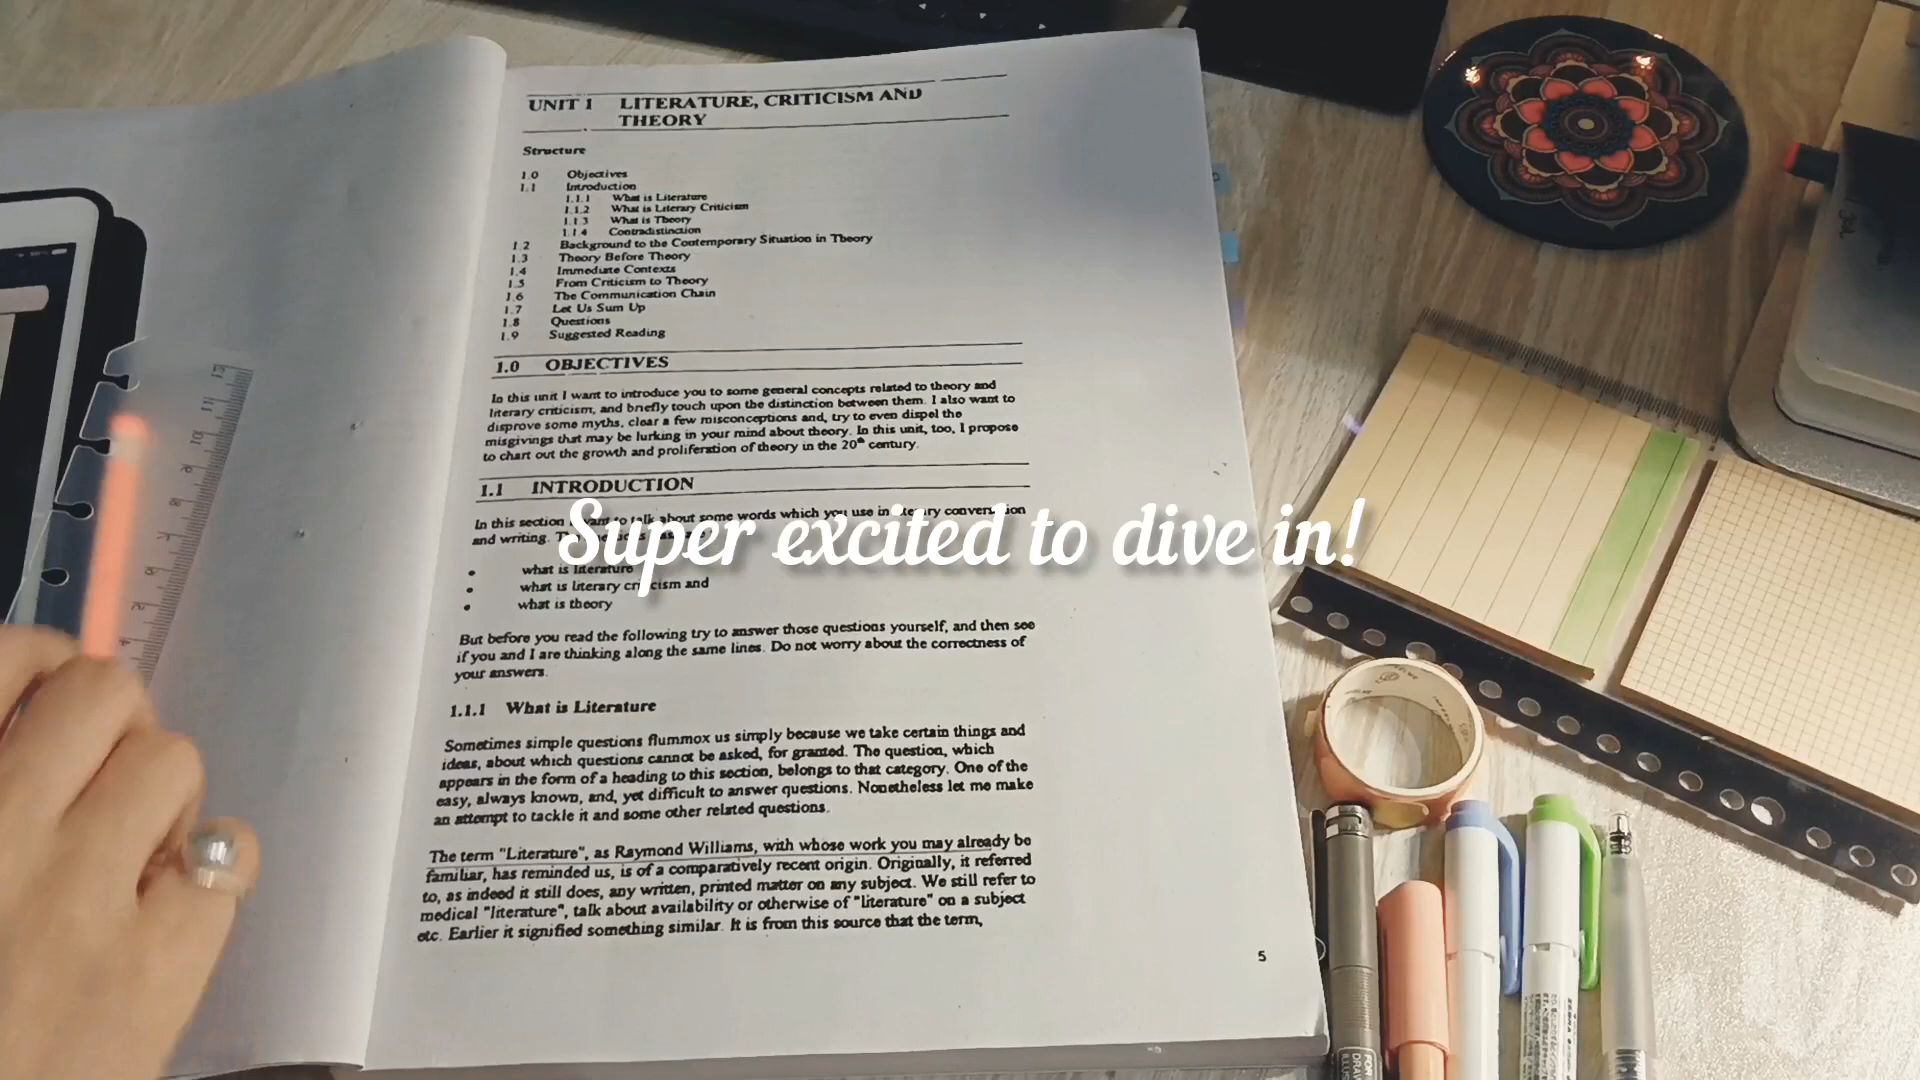 UNIT 1 LITERATURE, CRITICISM AND
THEORY
Structure
1.0 Objectives
1.1 Introduction
1.1.1 What is Literature
1.1.2 What is Literary Criticism
1.1.3 What is Theory
1.1.4 Contradistinction
1.2 Background to the Contemporary Situation in Theory
1.3 Theory Before Theory
1.4 Immediate Contexts
1.5 From Criticism to Theory
1.6 The Communication Chain
1.7 Let Us Sum Up
1.8 Questions
1.9 Suggested Reading
1.0 OBJECTIVES
In this unit I want to introduce you to some general concepts related to theory and
literary criticism, and briefly touch upon the distinction between them. I also want to
disprove some myths, clear a few misconceptions and, try to even dispel the
misgivings that may be lurking in your mind about theory. In this unit, too, I propose
to chart out the growth and proliferation of theory in the 20th century.
1.1 INTRODUCTION
In this section want to talk about some words which you use in conversation
and writing.
Super excited to dive in!
• what is literature
• what is literary criticism and
• what is theory
But before you read the following try to answer those questions yourself, and then see
if you and I are thinking along the same lines. Do not worry about the correctness of
your answers.
1.1.1 What is Literature
Sometimes simple questions flummox us simply because we take certain things and
ideas, about which questions cannot be asked, for granted. The question, which
appears in the form of a heading to this section, belongs to that category. One of the
easy, always known, and, yet difficult to answer questions. Nonetheless let me make
an attempt to tackle it and some other related questions.
The term "Literature", as Raymond Williams, with whose work you may already be
familiar, has reminded us, is of a comparatively recent origin. Originally, it referred
to, as indeed it still does, any written, printed matter on any subject. We still refer to
medical "literature", talk about availability or otherwise of "literature" on a subject
etc. Earlier it signified something similar. It is from this source that the term,
5